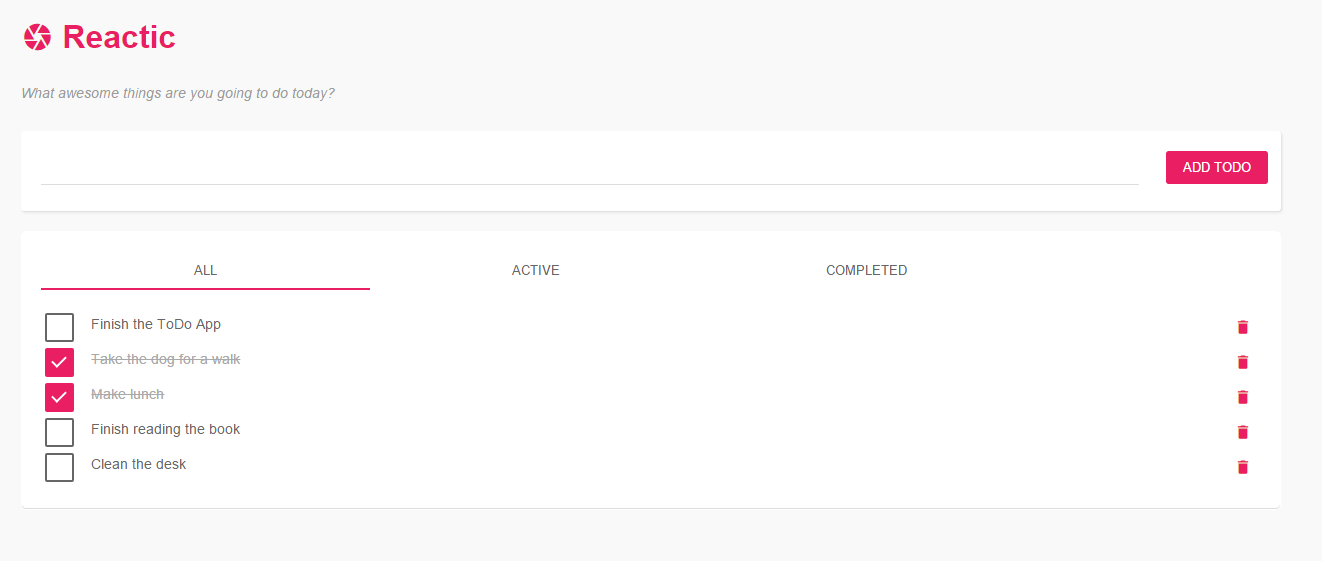 Reactic
What awesome things are you going to do today?
ADD TODO
ALL ACTIVE COMPLETED
Finish the ToDo App
Take the dog for a walk
Make lunch
Finish reading the book
Clean the desk